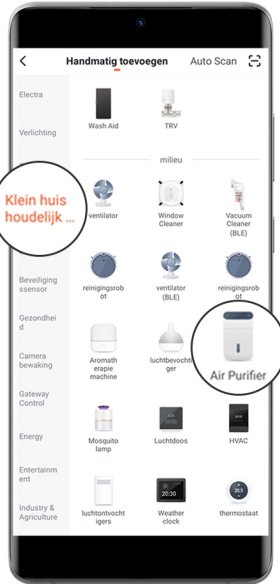 Handmatig toevoegen
Auto Scan
Electra
Verlichting
Klein huis
houdelijk ...
Beveiliging
ssensor
Gezondhei
d
Camera
bewaking
Gateway
Control
Energy
Entertainm
ent
Industry &
Agriculture
Wash Aid
TRV
milieu
ventilator
Window
Cleaner
Vacuum
Cleaner
(BLE)
reinigingsrob
ot
ventilator
(BLE)
reinigingsrob
ot
Aromath
erapie
machine
luchtbevochti
ger
Air Purifier
Mosquito
lamp
Luchtdoos
HVAC
luchtontvocht
igers
20:30
Weather
clock
20.5
thermostaat